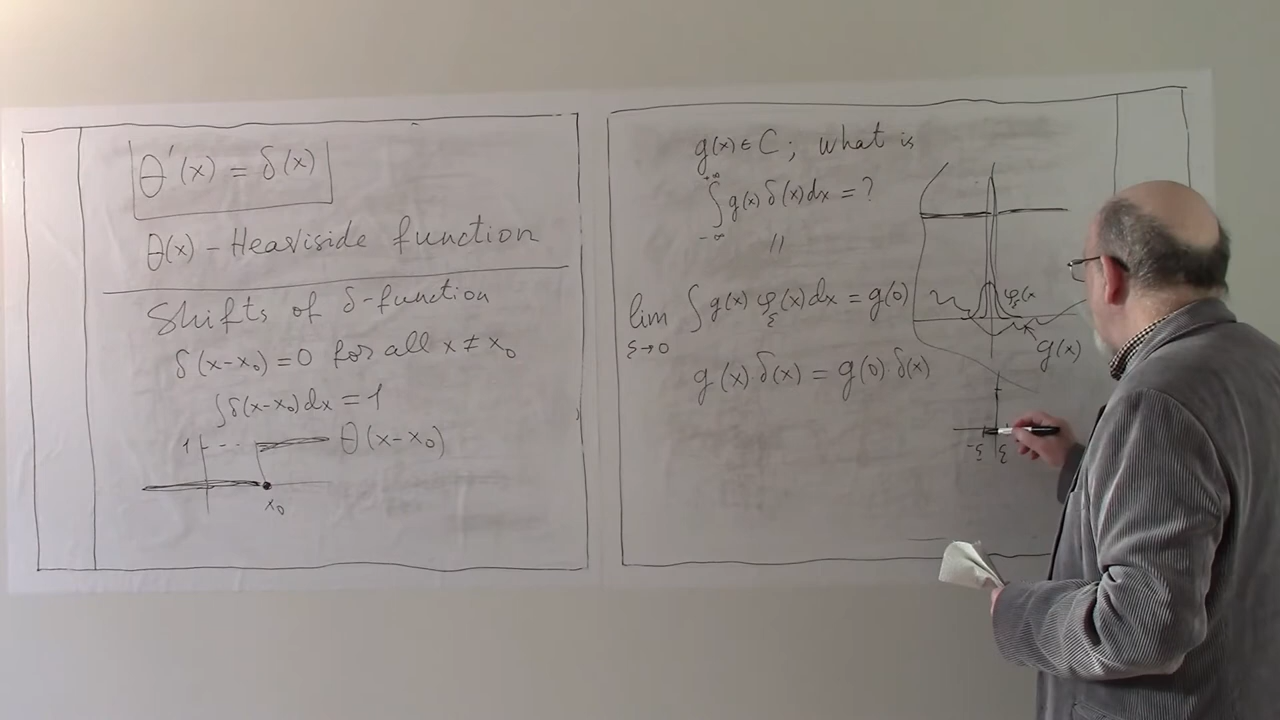 θ'(x) = δ(x)
θ(x) - Heaviside function
Shifts of δ-function
δ(x-x₀) = 0 for all x ≠ x₀
∫δ(x-x₀)dx = 1
1
θ(x-x₀)
x₀
g(x) ∈ C; what is
+∞
∫ g(x) δ(x)dx = ?
-∞
||
lim ∫ g(x) φ_ε(x)dx = g(0)
ε→0
φ_ε(x
g(x)
g(x)·δ(x) = g(0)·δ(x)
-ε ε